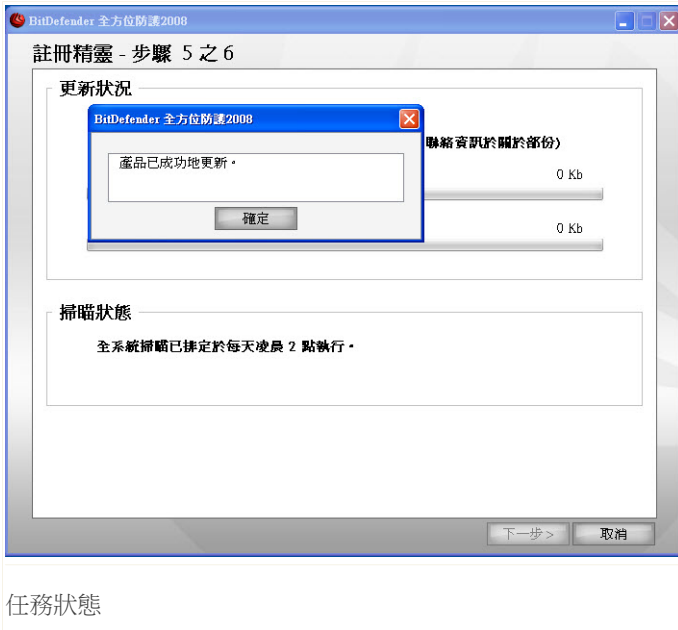 BitDefender 全方位防護2008
註冊精靈 - 步驟 5 之 6
更新狀況
BitDefender 全方位防護2008
聯絡資訊於關於部份)
產品已成功地更新。
0 Kb
確定
0 Kb
掃瞄狀態
全系統掃瞄已排定於每天凌晨 2 點執行。
下一步 >
取消
任務狀態